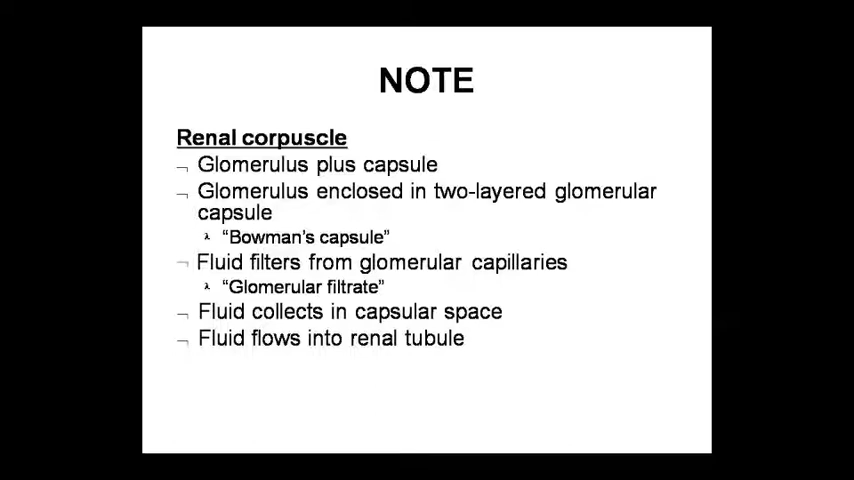 NOTE
Renal corpuscle
¬ Glomerulus plus capsule
¬ Glomerulus enclosed in two-layered glomerular
capsule
λ “Bowman’s capsule”
¬ Fluid filters from glomerular capillaries
λ “Glomerular filtrate”
¬ Fluid collects in capsular space
¬ Fluid flows into renal tubule